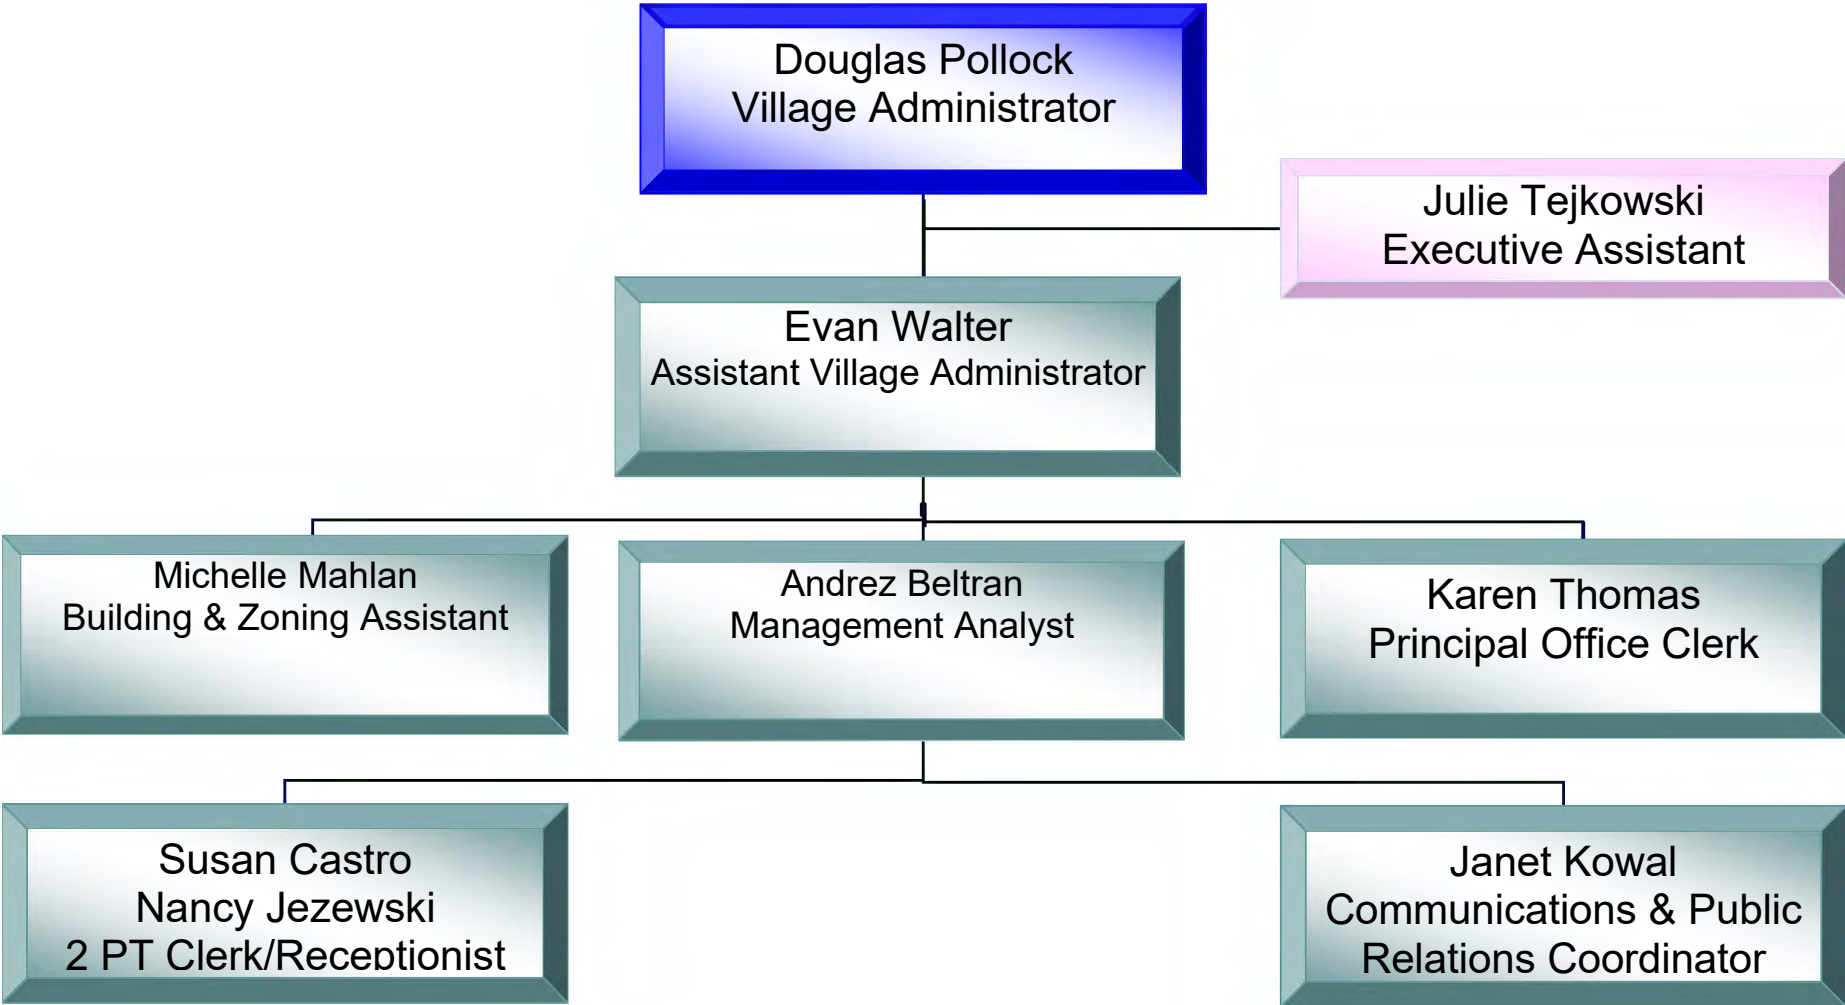 Douglas Pollock
Village Administrator
Julie Tejkowski
Executive Assistant
Evan Walter
Assistant Village Administrator
Michelle Mahlan
Building & Zoning Assistant
Andrez Beltran
Management Analyst
Karen Thomas
Principal Office Clerk
Susan Castro
Nancy Jezewski
2 PT Clerk/Receptionist
Janet Kowal
Communications & Public
Relations Coordinator